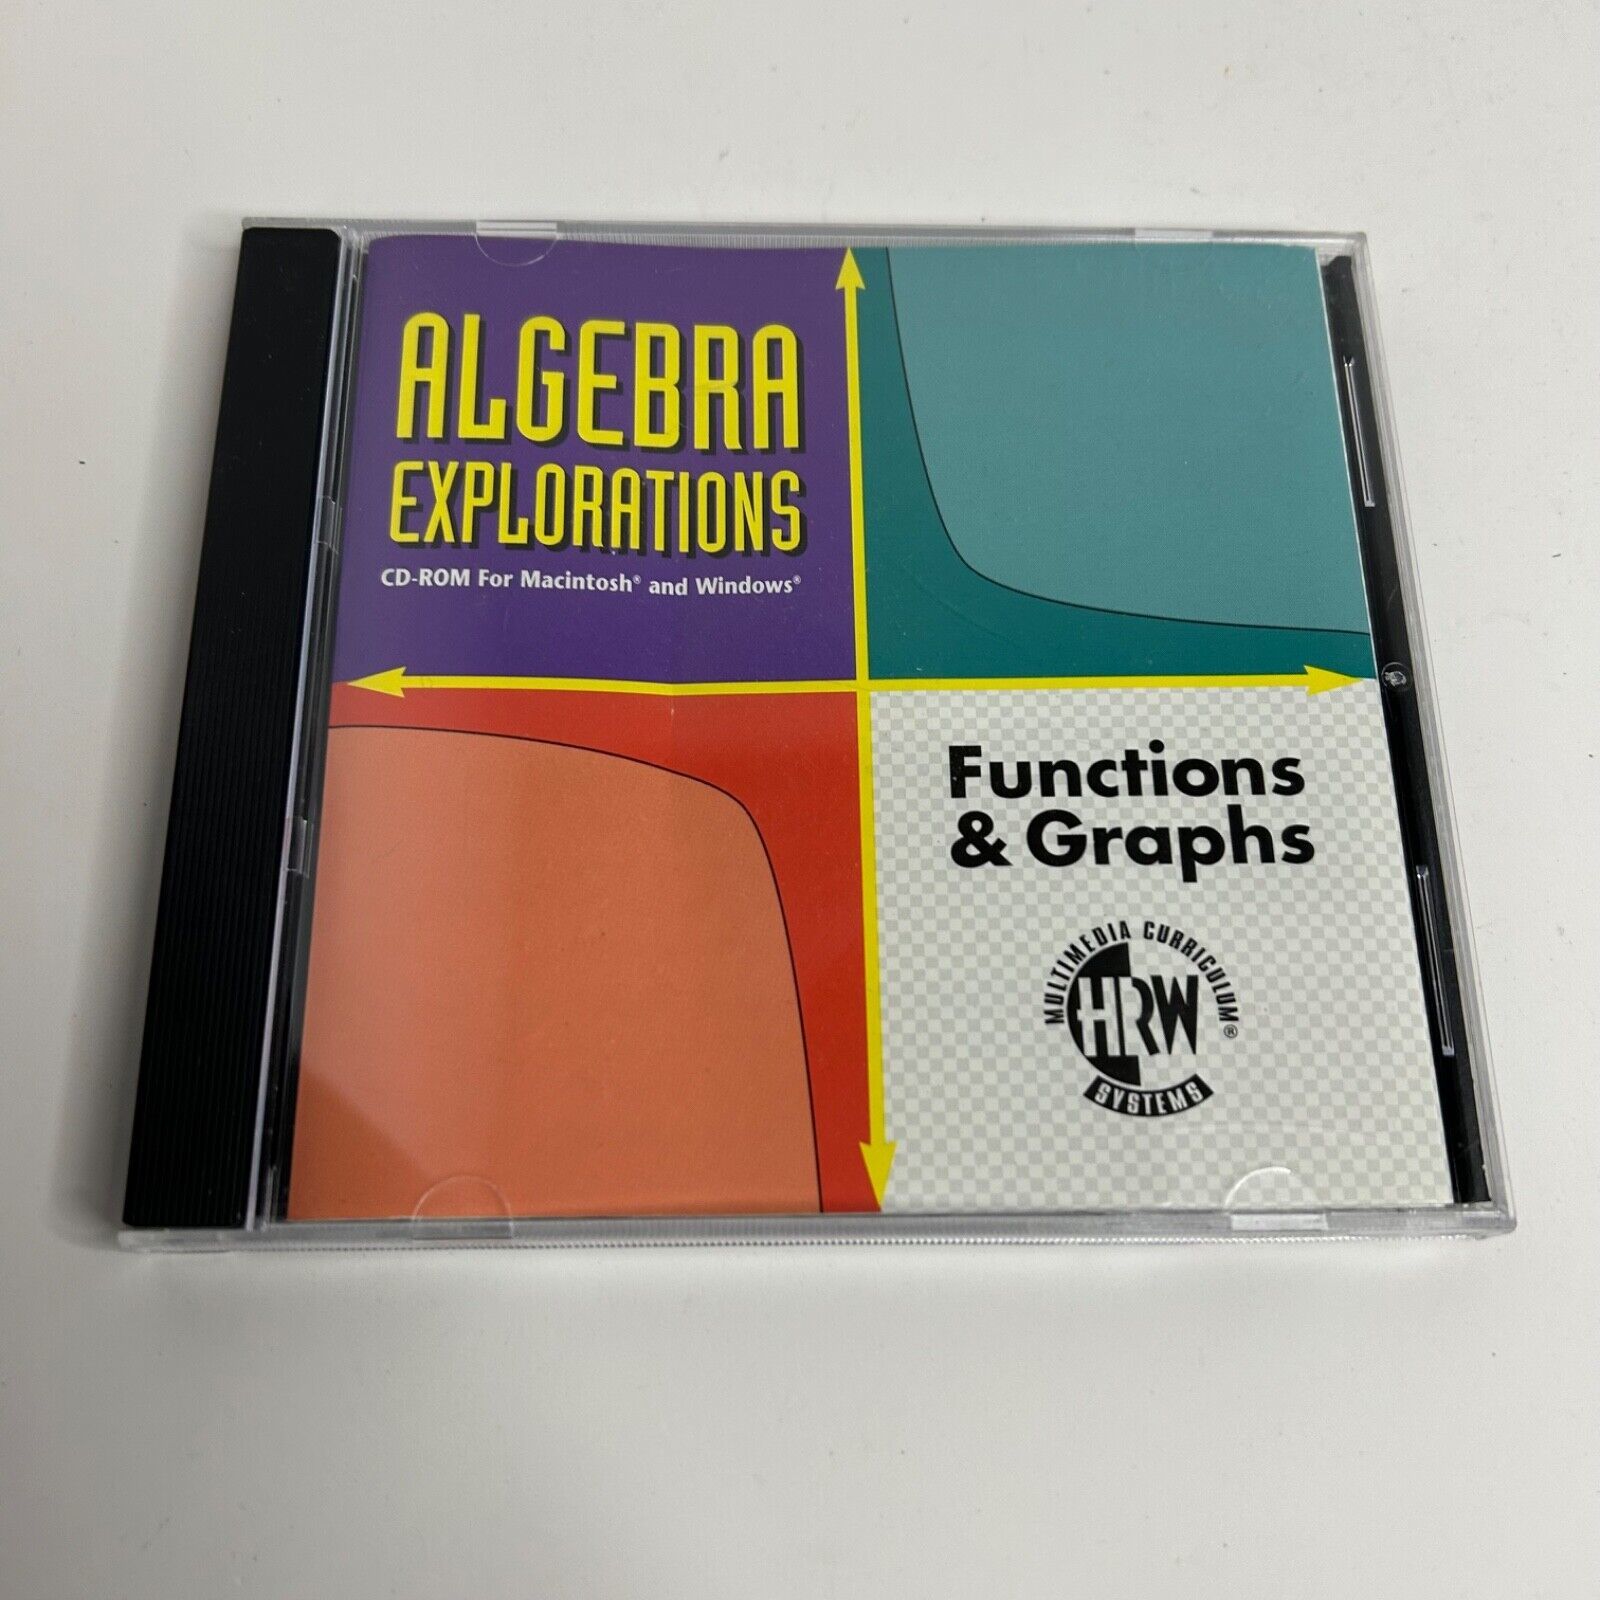 ALGEBRA
EXPLORATIONS
CD-ROM For Macintosh® and Windows®
Functions
& Graphs
MULTIMEDIA CURRICULUM®
HRW
SYSTEMS